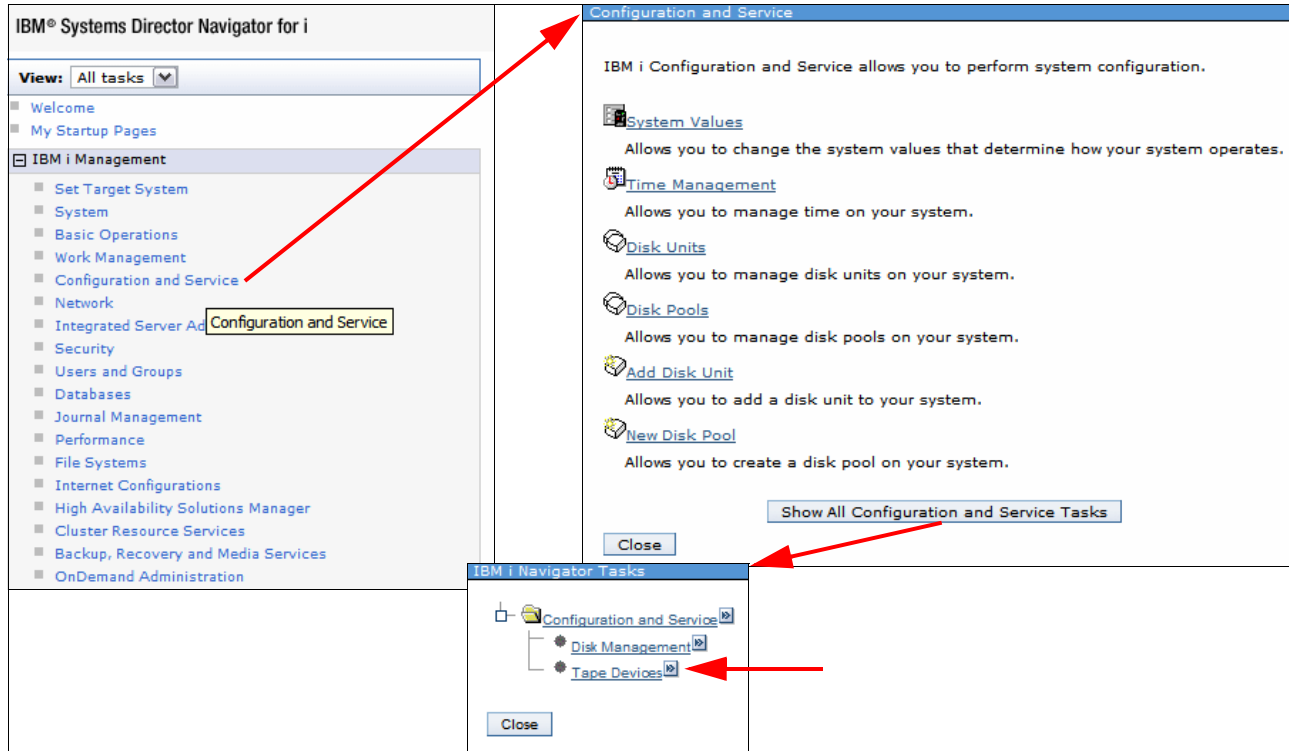 IBM® Systems Director Navigator for i
View: All tasks
Welcome
My Startup Pages
IBM i Management
Set Target System
System
Basic Operations
Work Management
Configuration and Service
Network
Integrated Server Ad
Configuration and Service
Security
Users and Groups
Databases
Journal Management
Performance
File Systems
Internet Configurations
High Availability Solutions Manager
Cluster Resource Services
Backup, Recovery and Media Services
OnDemand Administration
Configuration and Service
IBM i Configuration and Service allows you to perform system configuration.
System Values
Allows you to change the system values that determine how your system operates.
Time Management
Allows you to manage time on your system.
Disk Units
Allows you to manage disk units on your system.
Disk Pools
Allows you to manage disk pools on your system.
Add Disk Unit
Allows you to add a disk unit to your system.
New Disk Pool
Allows you to create a disk pool on your system.
Show All Configuration and Service Tasks
Close
IBM i Navigator Tasks
Configuration and Service
Disk Management
Tape Devices
Close